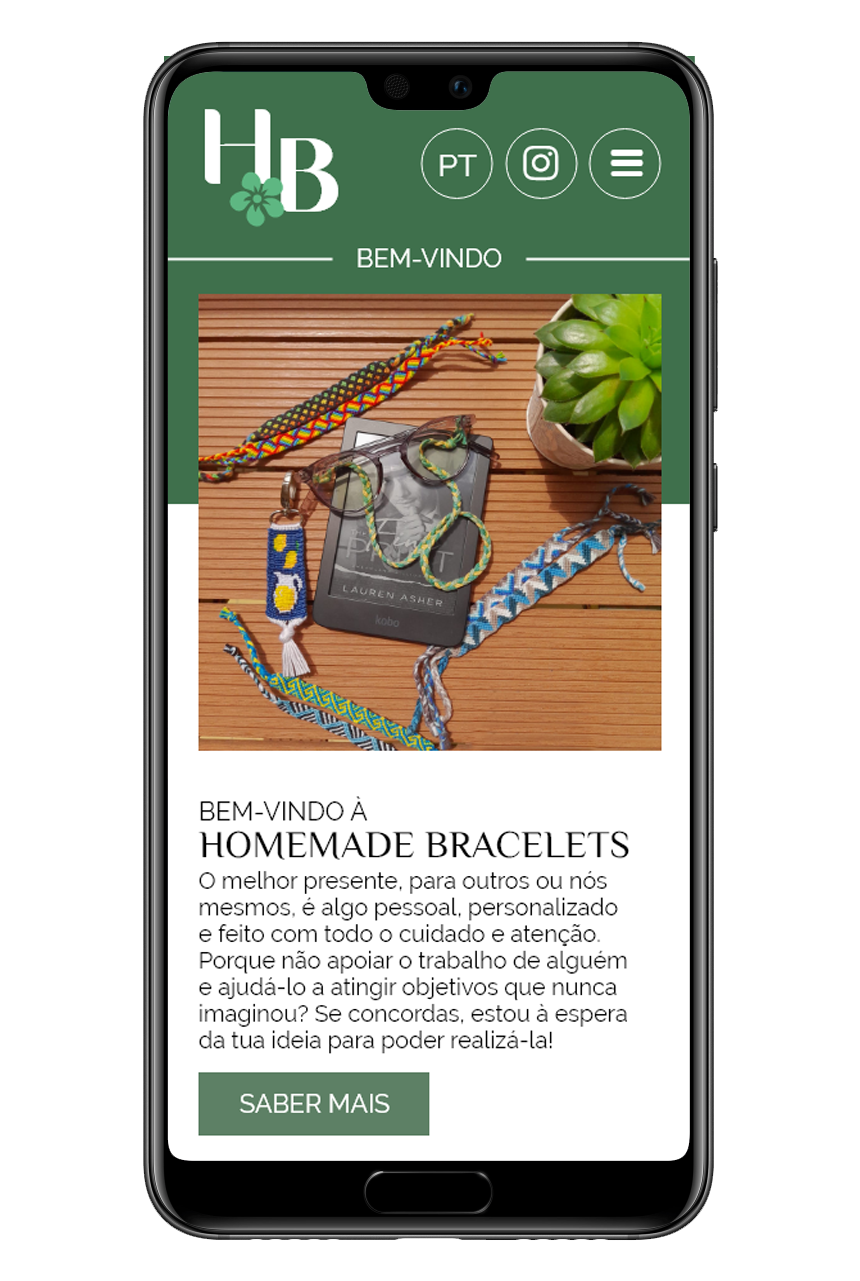 HB
PT
BEM-VINDO
LAUREN ASHER
kobo
BEM-VINDO À
HOMEMADE BRACELETS
O melhor presente, para outros ou nós
mesmos, é algo pessoal, personalizado
e feito com todo o cuidado e atenção.
Porque não apoiar o trabalho de alguém
e ajudá-lo a atingir objetivos que nunca
imaginou? Se concordas, estou à espera
da tua ideia para poder realizá-la!
SABER MAIS